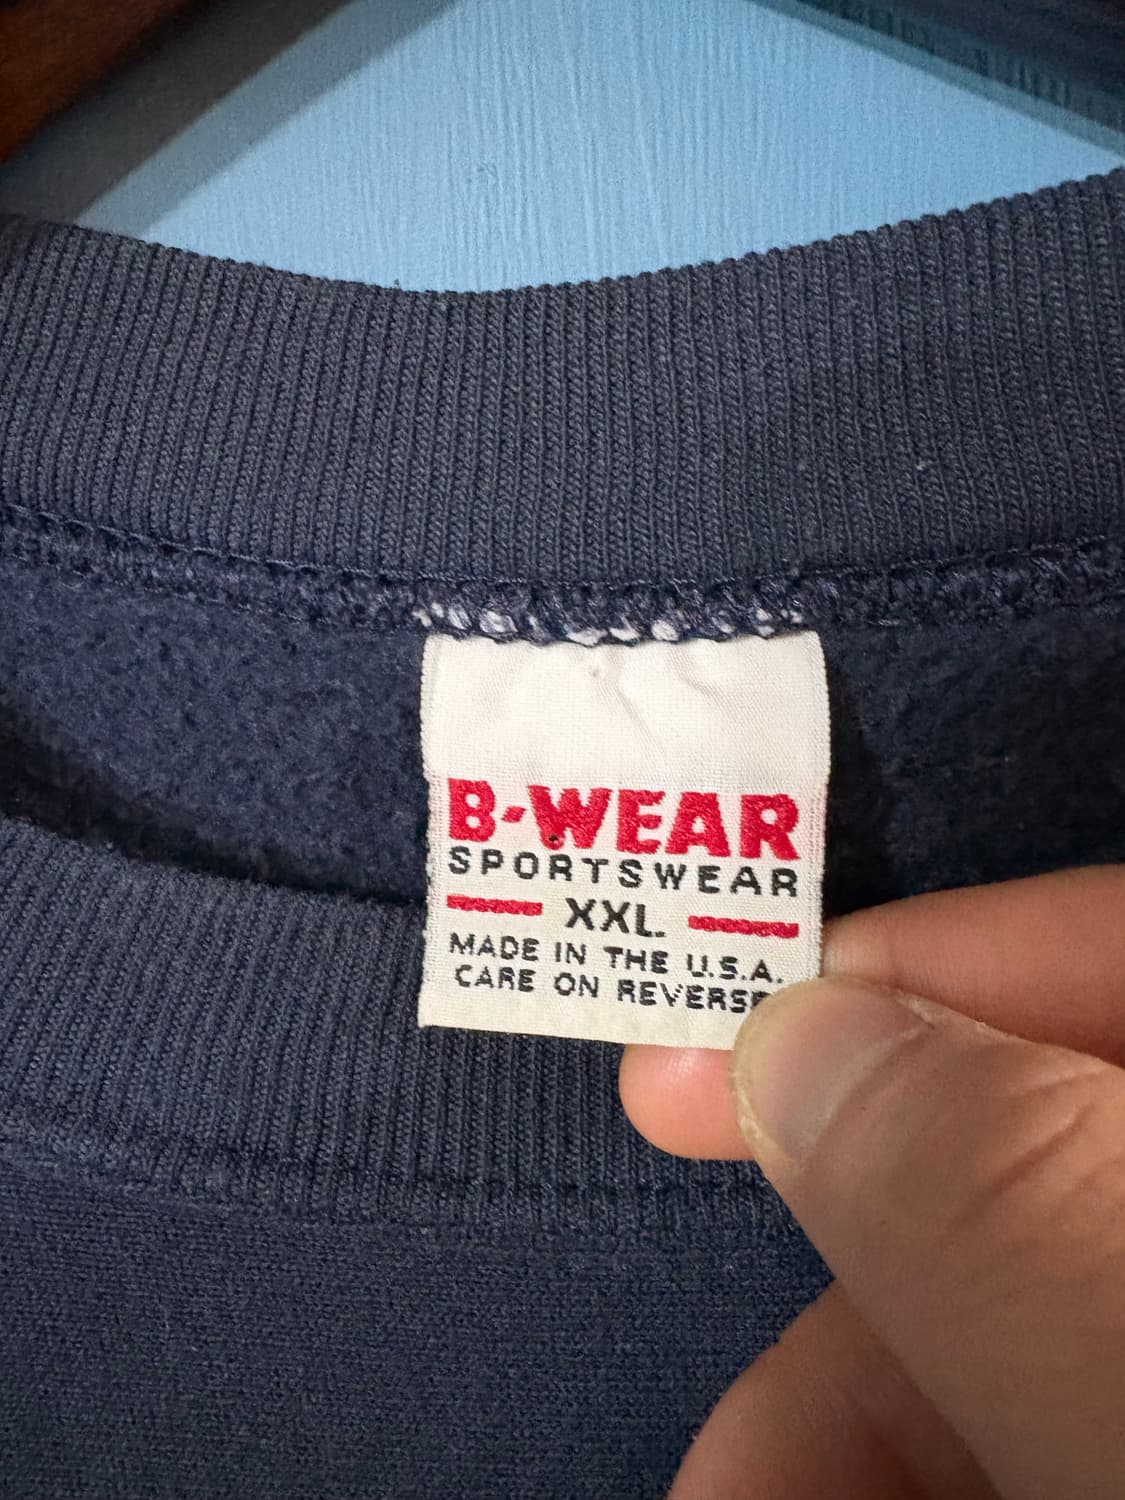 B-WEAR
SPORTSWEAR
XXL.
MADE IN THE U.S.A.
CARE ON REVERSE